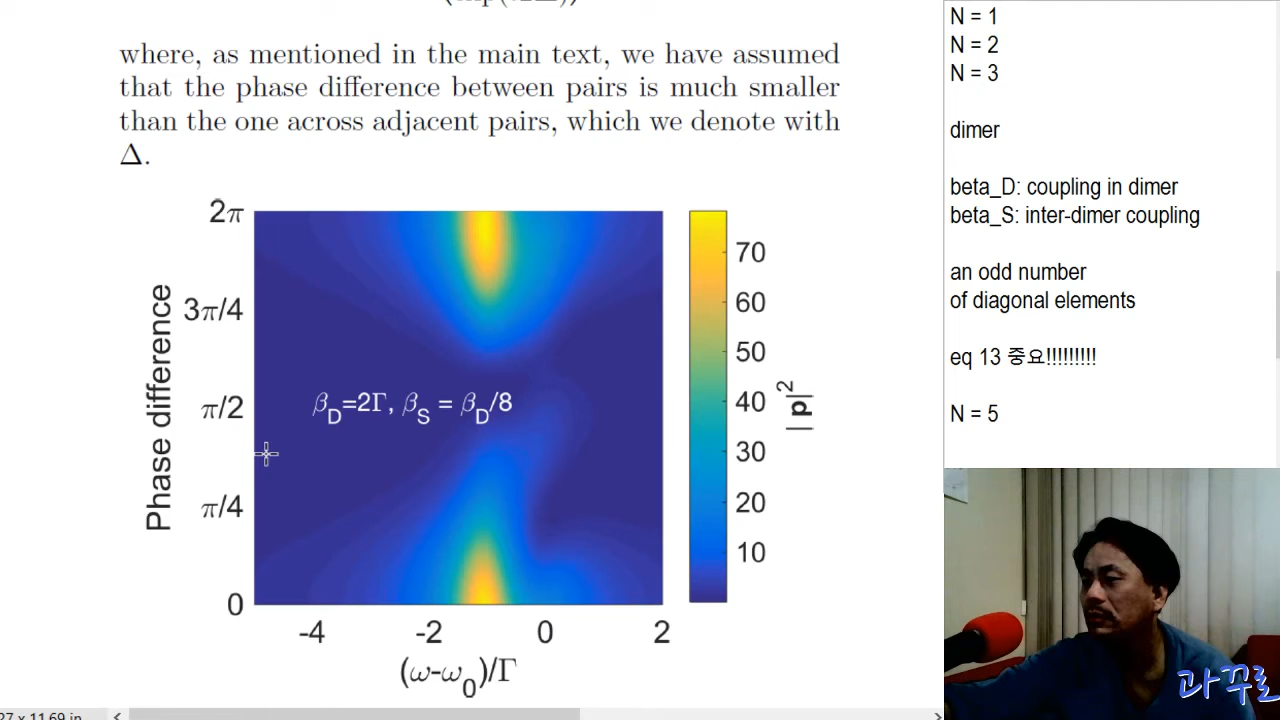 where, as mentioned in the main text, we have assumed
that the phase difference between pairs is much smaller
than the one across adjacent pairs, which we denote with
Δ.
2π
3π/4
π/2
π/4
0
Phase difference
β_D=2Γ, β_S = β_D/8
-4
-2
0
2
(ω-ω_0)/Γ
70
60
50
40
30
20
10
|p|^2
N = 1
N = 2
N = 3
dimer
beta_D: coupling in dimer
beta_S: inter-dimer coupling
an odd number
of diagonal elements
eq 13 중요!!!!!!!!!
N = 5
과꾸로